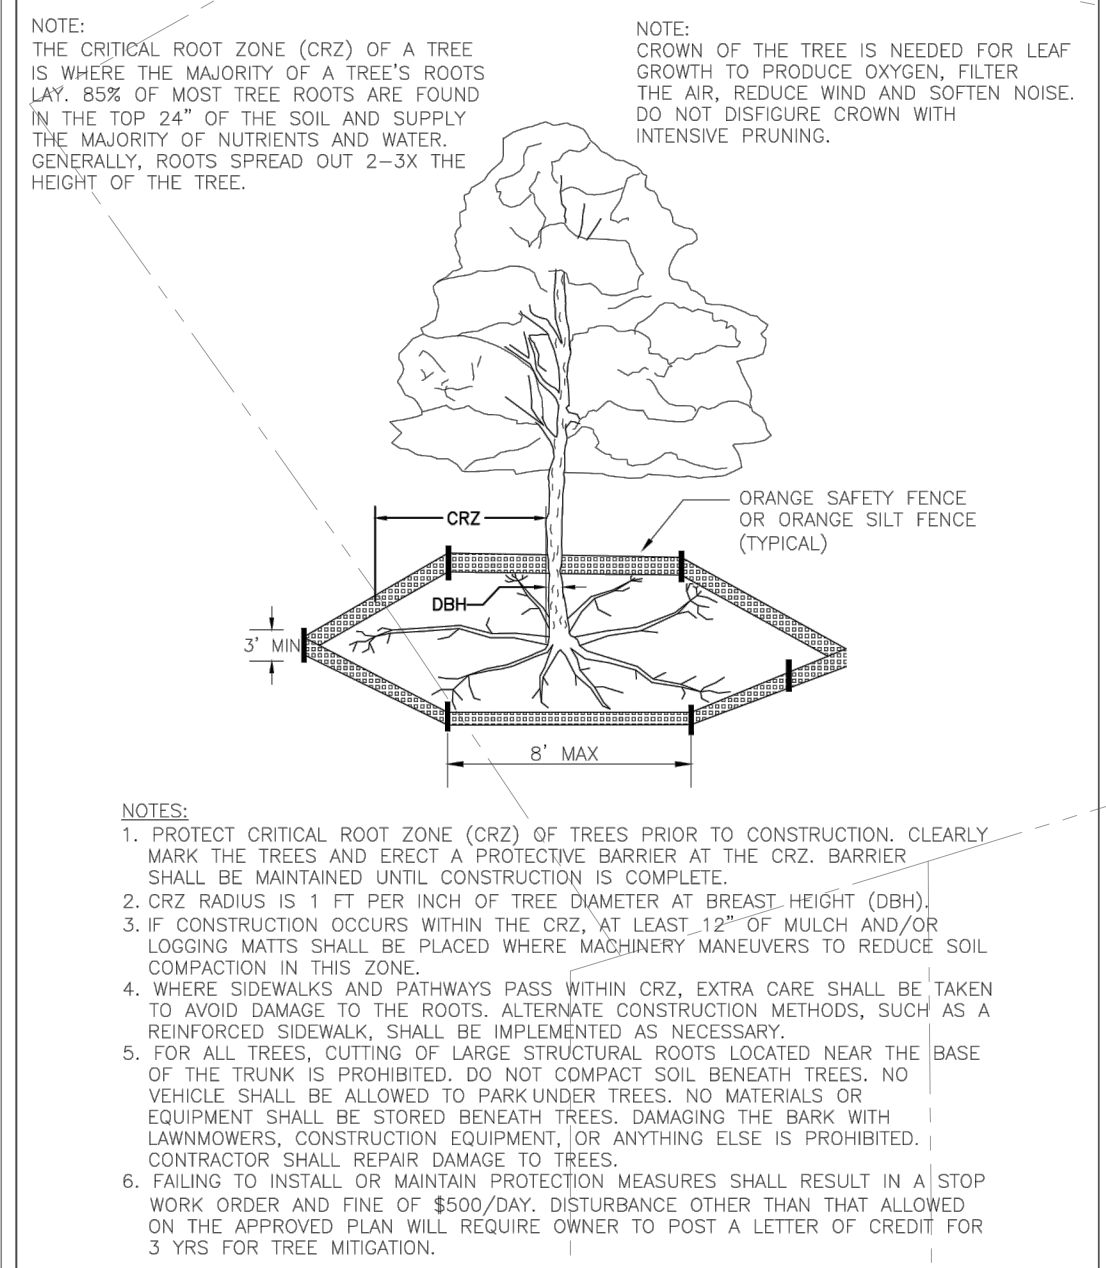 NOTE:
THE CRITICAL ROOT ZONE (CRZ) OF A TREE
IS WHERE THE MAJORITY OF A TREE'S ROOTS
LAY. 85% OF MOST TREE ROOTS ARE FOUND
IN THE TOP 24" OF THE SOIL AND SUPPLY
THE MAJORITY OF NUTRIENTS AND WATER.
GENERALLY, ROOTS SPREAD OUT 2-3X THE
HEIGHT OF THE TREE.
NOTE:
CROWN OF THE TREE IS NEEDED FOR LEAF
GROWTH TO PRODUCE OXYGEN, FILTER
THE AIR, REDUCE WIND AND SOFTEN NOISE.
DO NOT DISFIGURE CROWN WITH
INTENSIVE PRUNING.
ORANGE SAFETY FENCE
OR ORANGE SILT FENCE
(TYPICAL)
CRZ
DBH
3' MIN
8' MAX
NOTES:
1. PROTECT CRITICAL ROOT ZONE (CRZ) OF TREES PRIOR TO CONSTRUCTION. CLEARLY
MARK THE TREES AND ERECT A PROTECTIVE BARRIER AT THE CRZ. BARRIER
SHALL BE MAINTAINED UNTIL CONSTRUCTION IS COMPLETE.
2. CRZ RADIUS IS 1 FT PER INCH OF TREE DIAMETER AT BREAST HEIGHT (DBH).
3. IF CONSTRUCTION OCCURS WITHIN THE CRZ, AT LEAST 12" OF MULCH AND/OR
LOGGING MATTS SHALL BE PLACED WHERE MACHINERY MANEUVERS TO REDUCE SOIL
COMPACTION IN THIS ZONE.
4. WHERE SIDEWALKS AND PATHWAYS PASS WITHIN CRZ, EXTRA CARE SHALL BE TAKEN
TO AVOID DAMAGE TO THE ROOTS. ALTERNATE CONSTRUCTION METHODS, SUCH AS A
REINFORCED SIDEWALK, SHALL BE IMPLEMENTED AS NECESSARY.
5. FOR ALL TREES, CUTTING OF LARGE STRUCTURAL ROOTS LOCATED NEAR THE BASE
OF THE TRUNK IS PROHIBITED. DO NOT COMPACT SOIL BENEATH TREES. NO
VEHICLE SHALL BE ALLOWED TO PARK UNDER TREES. NO MATERIALS OR
EQUIPMENT SHALL BE STORED BENEATH TREES. DAMAGING THE BARK WITH
LAWNMOWERS, CONSTRUCTION EQUIPMENT, OR ANYTHING ELSE IS PROHIBITED.
CONTRACTOR SHALL REPAIR DAMAGE TO TREES.
6. FAILING TO INSTALL OR MAINTAIN PROTECTION MEASURES SHALL RESULT IN A STOP
WORK ORDER AND FINE OF $500/DAY. DISTURBANCE OTHER THAN THAT ALLOWED
ON THE APPROVED PLAN WILL REQUIRE OWNER TO POST A LETTER OF CREDIT FOR
3 YRS FOR TREE MITIGATION.